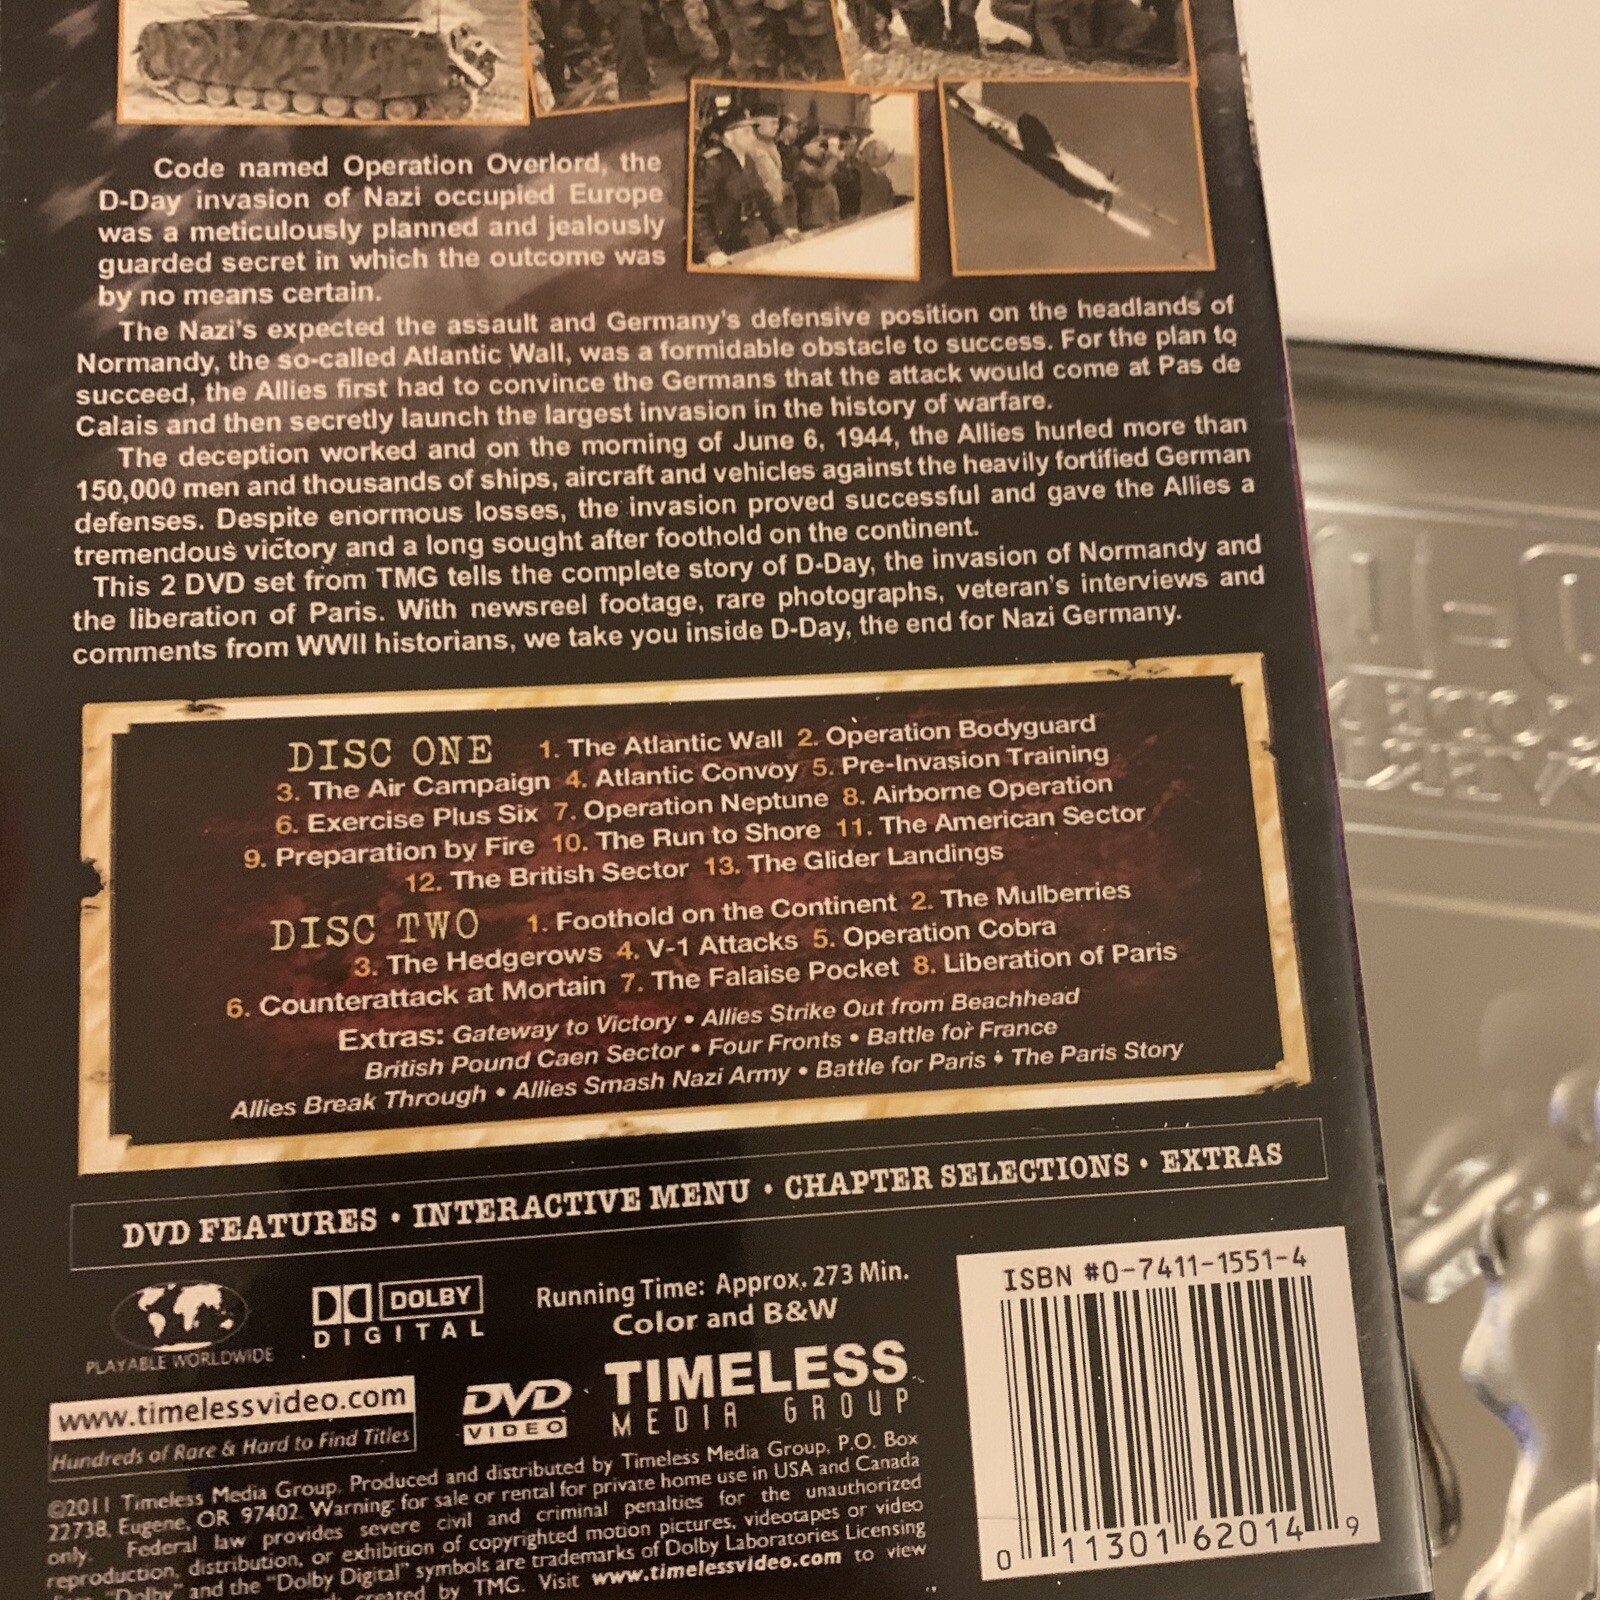 Code named Operation Overlord, the
D-Day invasion of Nazi occupied Europe
was a meticulously planned and jealously
guarded secret in which the outcome was
by no means certain.
The Nazi's expected the assault and Germany's defensive position on the headlands of
Normandy, the so-called Atlantic Wall, was a formidable obstacle to success. For the plan to
succeed, the Allies first had to convince the Germans that the attack would come at Pas de
Calais and then secretly launch the largest invasion in the history of warfare.
The deception worked and on the morning of June 6, 1944, the Allies hurled more than
150,000 men and thousands of ships, aircraft and vehicles against the heavily fortified German
defenses. Despite enormous losses, the invasion proved successful and gave the Allies a
tremendous victory and a long sought after foothold on the continent.
This 2 DVD set from TMG tells the complete story of D-Day, the invasion of Normandy and
the liberation of Paris. With newsreel footage, rare photographs, veteran's interviews and
comments from WWII historians, we take you inside D-Day, the end for Nazi Germany.
DISC ONE 1. The Atlantic Wall 2. Operation Bodyguard
3. The Air Campaign 4. Atlantic Convoy 5. Pre-Invasion Training
6. Exercise Plus Six 7. Operation Neptune 8. Airborne Operation
9. Preparation by Fire 10. The Run to Shore 11. The American Sector
12. The British Sector 13. The Glider Landings
DISC TWO 1. Foothold on the Continent 2. The Mulberries
3. The Hedgerows 4. V-1 Attacks 5. Operation Cobra
6. Counterattack at Mortain 7. The Falaise Pocket 8. Liberation of Paris
Extras: Gateway to Victory • Allies Strike Out from Beachhead
British Pound Caen Sector • Four Fronts • Battle for France
Allies Break Through • Allies Smash Nazi Army • Battle for Paris • The Paris Story
DVD FEATURES • INTERACTIVE MENU • CHAPTER SELECTIONS • EXTRAS
PLAYABLE WORLDWIDE
DOLBY
DIGITAL
Running Time: Approx. 273 Min.
Color and B&W
www.timelessvideo.com
Hundreds of Rare & Hard to Find Titles
DVD
VIDEO
TIMELESS
MEDIA GROUP
©2011 Timeless Media Group. Produced and distributed by Timeless Media Group, P.O. Box
22738, Eugene, OR 97402. Warning: for sale or rental for private home use in USA and Canada
only. Federal law provides severe civil and criminal penalties for the unauthorized
reproduction, distribution, or exhibition of copyrighted motion pictures, videotapes or video
"Dolby" and the "Dolby Digital" symbols are trademarks of Dolby Laboratories Licensing
created by TMG. Visit www.timelessvideo.com to view
ISBN #0-7411-1551-4
0 11301 62014 9